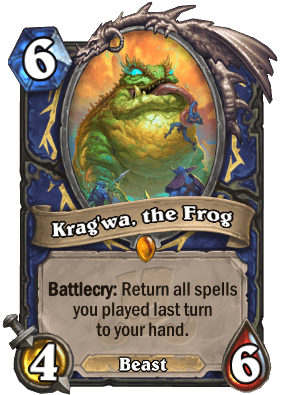 6
Krag'wa, the Frog
Battlecry: Return all spells
you played last turn
to your hand.
4
Beast
6